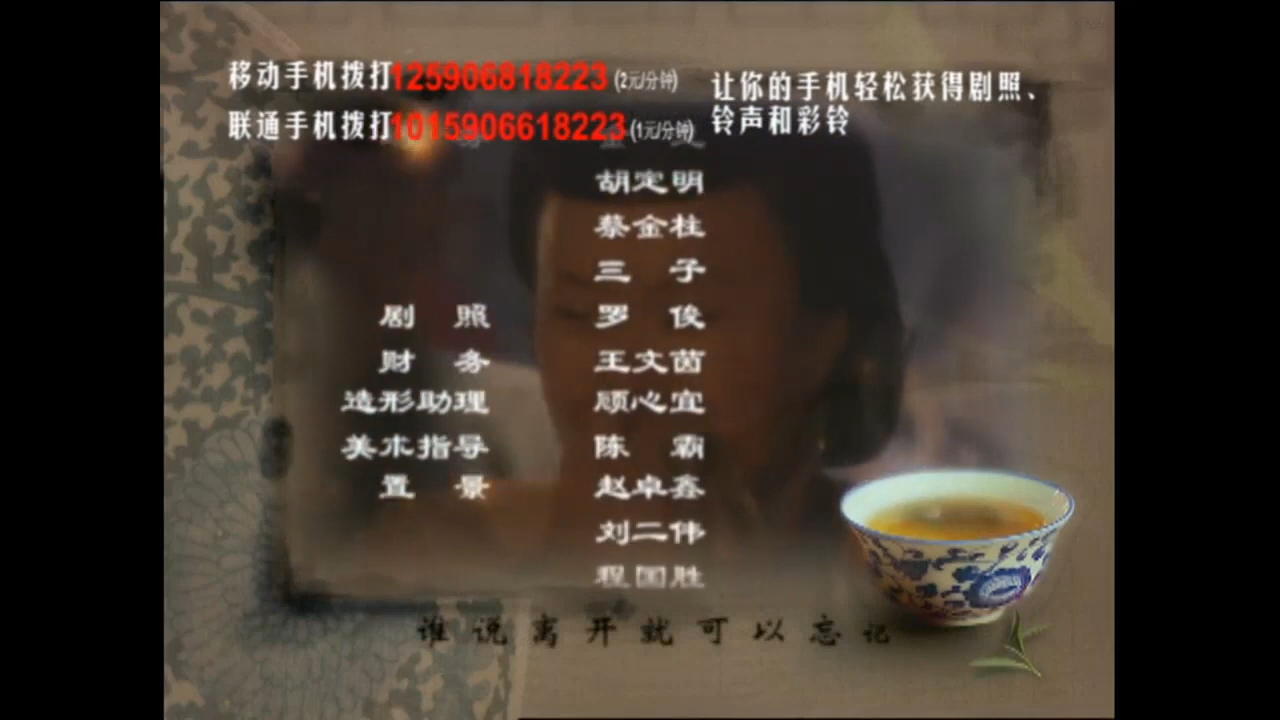 移动手机拨打125906818223(2元/分钟)
联通手机拨打1015906618223(1元/分钟)
让你的手机轻松获得剧照、
铃声和彩铃
胡定明
蔡金柱
三 子
剧 照 罗 俊
财 务 王文茵
造形助理 顾心宜
美术指导 陈 霸
置 景 赵卓鑫
刘二伟
程国胜
谁说离开就可以忘记